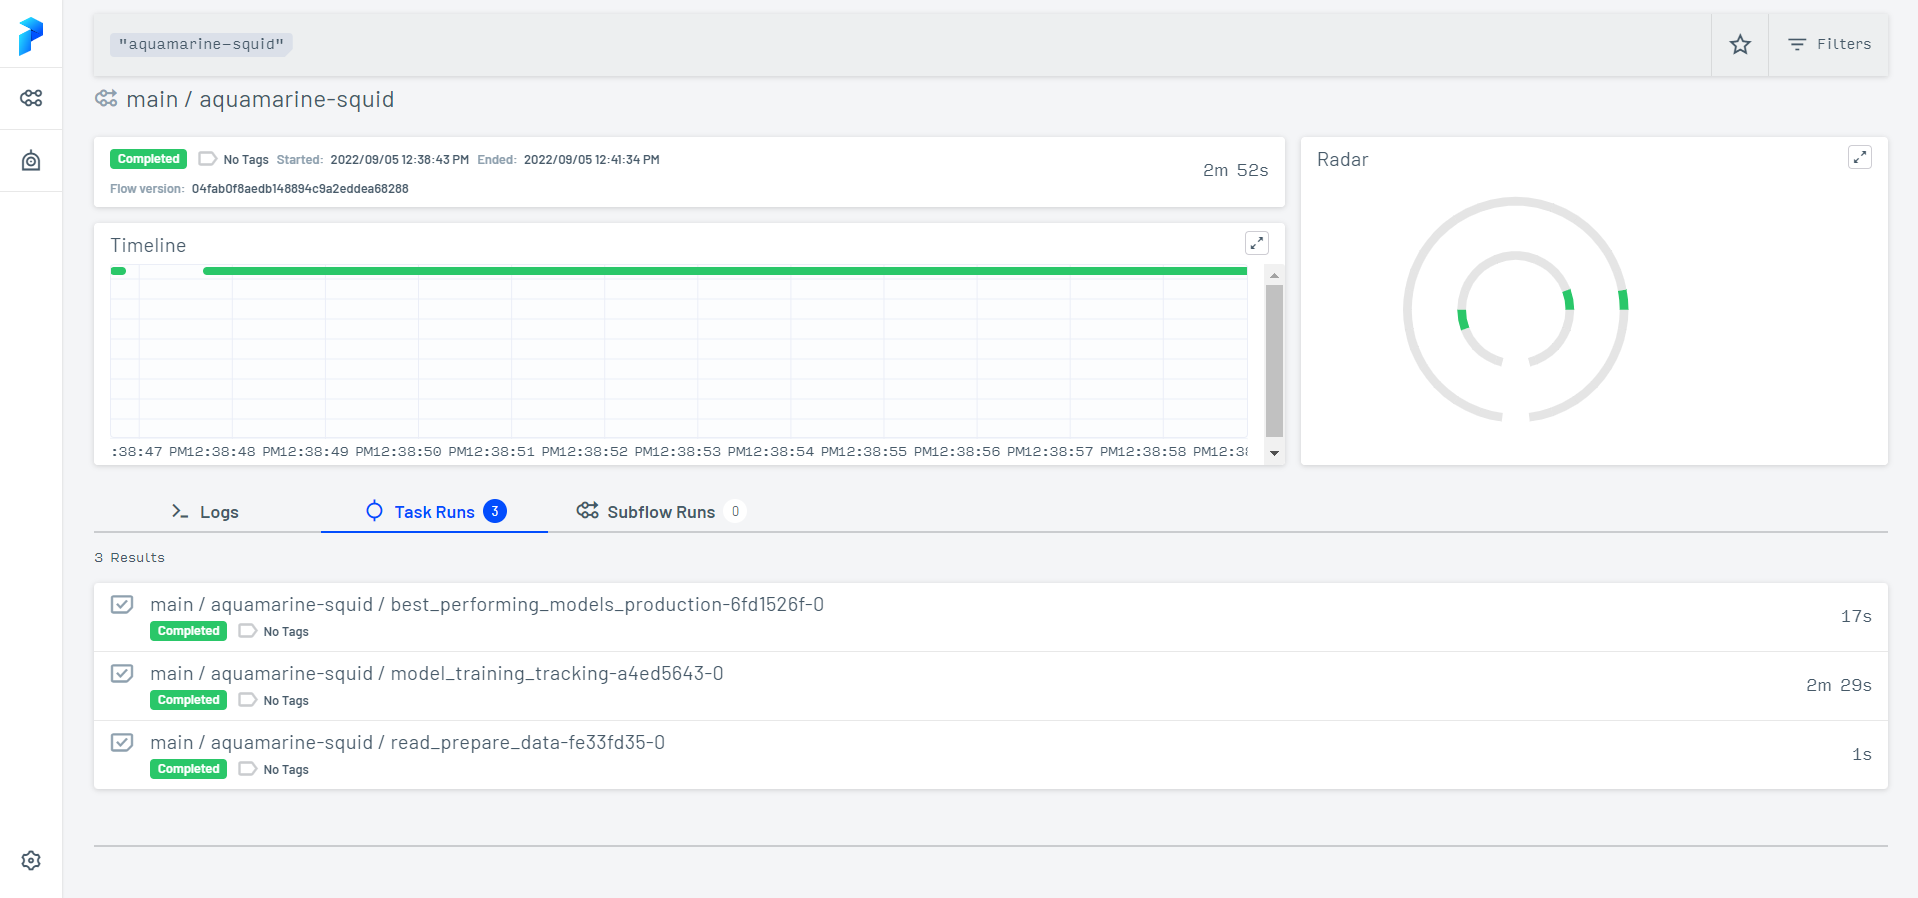 "aquamarine-squid"
Filters
main / aquamarine-squid
Completed No Tags Started: 2022/09/05 12:38:43 PM Ended: 2022/09/05 12:41:34 PM
2m 52s
Flow version: 04fab0f8aedb148894c9a2eddea68288
Radar
Timeline
:38:47 PM12:38:48 PM12:38:49 PM12:38:50 PM12:38:51 PM12:38:52 PM12:38:53 PM12:38:54 PM12:38:55 PM12:38:56 PM12:38:57 PM12:38:58 PM12:38
Logs
Task Runs 3
Subflow Runs 0
3 Results
main / aquamarine-squid / best_performing_models_production-6fd1526f-0
Completed No Tags
17s
main / aquamarine-squid / model_training_tracking-a4ed5643-0
Completed No Tags
2m 29s
main / aquamarine-squid / read_prepare_data-fe33fd35-0
Completed No Tags
1s